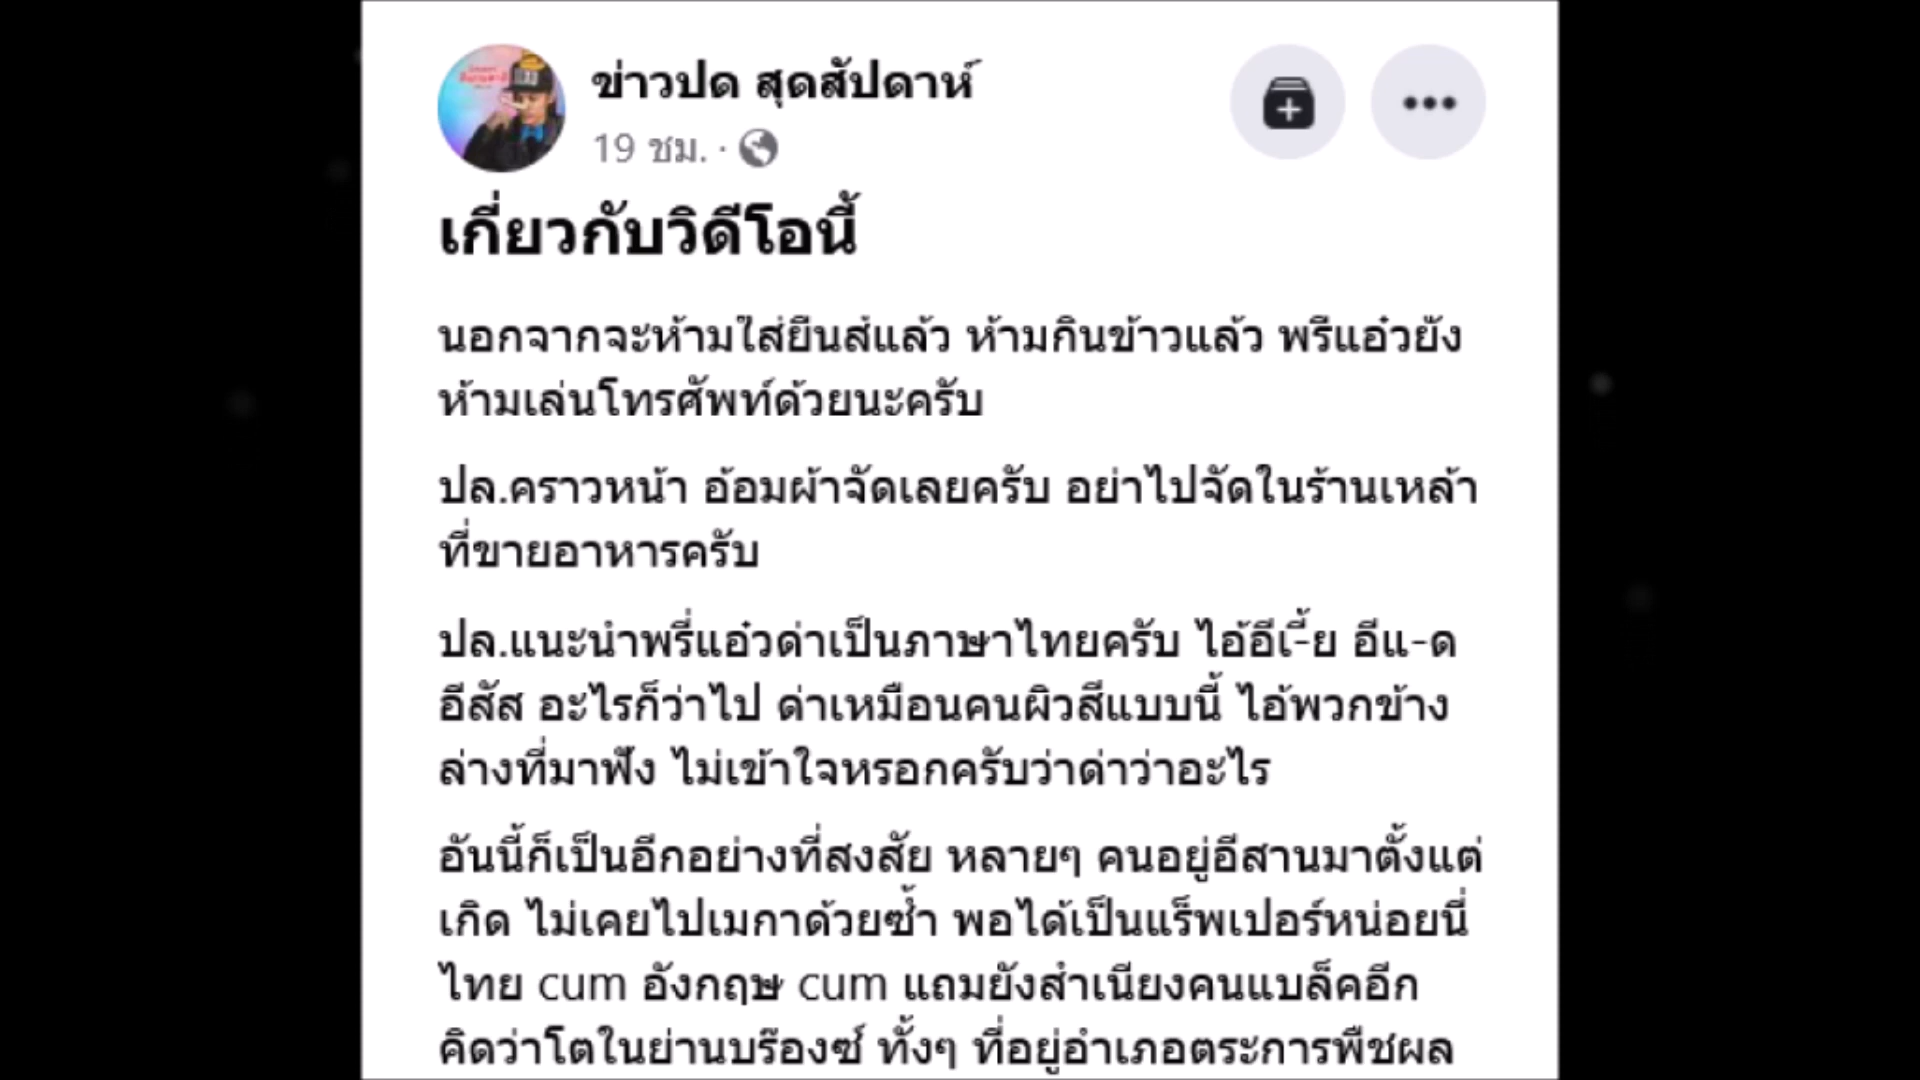 ข่าวปด สุดสัปดาห์
19 ชม. ·
เกี่ยวกับวิดีโอนี้
นอกจากจะห้ามใส่ยีนส์แล้ว ห้ามกินข้าวแล้ว พรีแอ๋วยัง
ห้ามเล่นโทรศัพท์ด้วยนะครับ
ปล.คราวหน้า อ้อมผ้าจัดเลยครับ อย่าไปจัดในร้านเหล้า
ที่ขายอาหารครับ
ปล.แนะนำพรี่แอ๋วด่าเป็นภาษาไทยครับ ไอ้อีเ-ี้ย อีแ-ด
อีสัส อะไรก็ว่าไป ด่าเหมือนคนผิวสีแบบนี้ ไอ้พวกข้าง
ล่างที่มาฟัง ไม่เข้าใจหรอกครับว่าด่าว่าอะไร
อันนี้ก็เป็นอีกอย่างที่สงสัย หลายๆ คนอยู่อีสานมาตั้งแต่
เกิด ไม่เคยไปเมกาด้วยซ้ำ พอได้เป็นแร็พเปอร์หน่อยนี่
ไทย cum อังกฤษ cum แถมยังสำเนียงคนแบล็คอีก
คิดว่าโตในย่านบร๊องซ์ ทั้งๆ ที่อยู่อำเภอตระการพืชผล